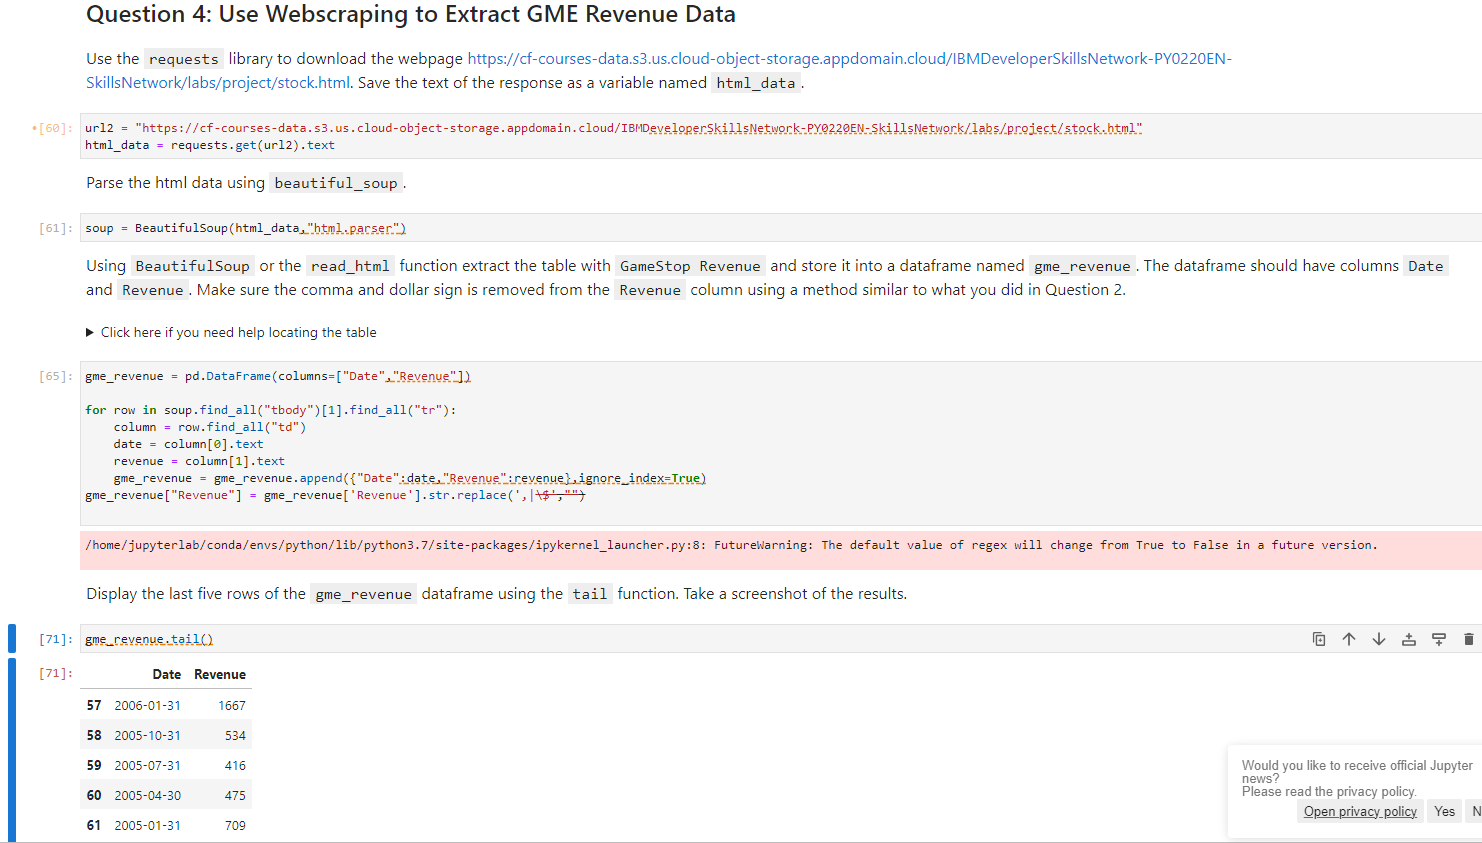 Question 4: Use Webscraping to Extract GME Revenue Data
Use the requests library to download the webpage https://cf-courses-data.s3.us.cloud-object-storage.appdomain.cloud/IBMDeveloperSkillsNetwork-PY0220EN-
SkillsNetwork/labs/project/stock.html. Save the text of the response as a variable named html_data.
[60]: url2 = "https://cf-courses-data.s3.us.cloud-object-storage.appdomain.cloud/IBMDeveloperSkillsNetwork-PY0220EN-SkillsNetwork/labs/project/stock.html"
html_data = requests.get(url2).text
Parse the html data using beautiful_soup.
[61]: soup = BeautifulSoup(html_data,"html.parser")
Using BeautifulSoup or the read_html function extract the table with GameStop Revenue and store it into a dataframe named gme_revenue. The dataframe should have columns Date
and Revenue. Make sure the comma and dollar sign is removed from the Revenue column using a method similar to what you did in Question 2.
Click here if you need help locating the table
[65]: gme_revenue = pd.DataFrame(columns=["Date","Revenue"])
for row in soup.find_all("tbody")[1].find_all("tr"):
    column = row.find_all("td")
    date = column[0].text
    revenue = column[1].text
    gme_revenue = gme_revenue.append({"Date":date,"Revenue":revenue},ignore_index=True)
gme_revenue["Revenue"] = gme_revenue['Revenue'].str.replace(',|\$',"")
/home/jupyterlab/conda/envs/python/lib/python3.7/site-packages/ipykernel_launcher.py:8: FutureWarning: The default value of regex will change from True to False in a future version.
Display the last five rows of the gme_revenue dataframe using the tail function. Take a screenshot of the results.
[71]: gme_revenue.tail()
[71]: Date Revenue
57 2006-01-31 1667
58 2005-10-31 534
59 2005-07-31 416
60 2005-04-30 475
61 2005-01-31 709
Would you like to receive official Jupyter
news?
Please read the privacy policy.
Open privacy policy Yes N